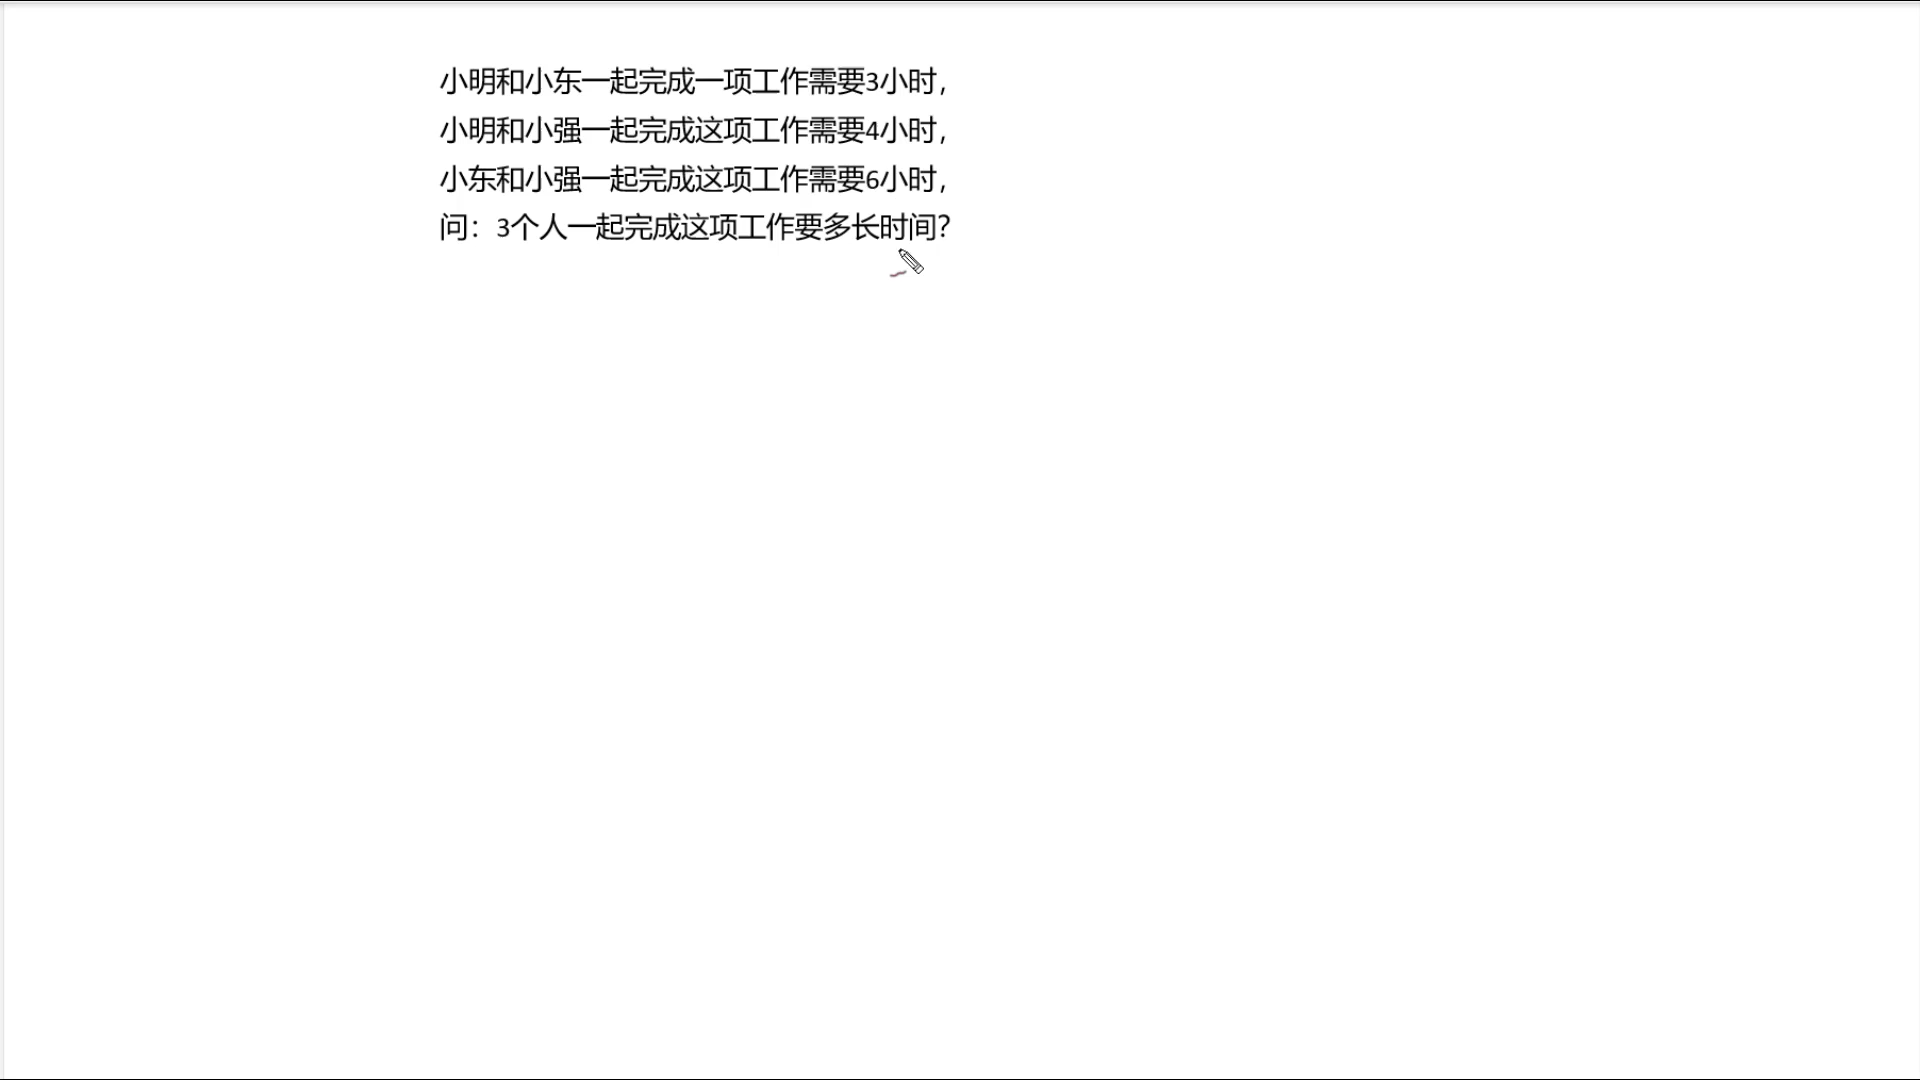 小明和小东一起完成一项工作需要3小时，
小明和小强一起完成这项工作需要4小时，
小东和小强一起完成这项工作需要6小时，
问：3个人一起完成这项工作要多长时间？